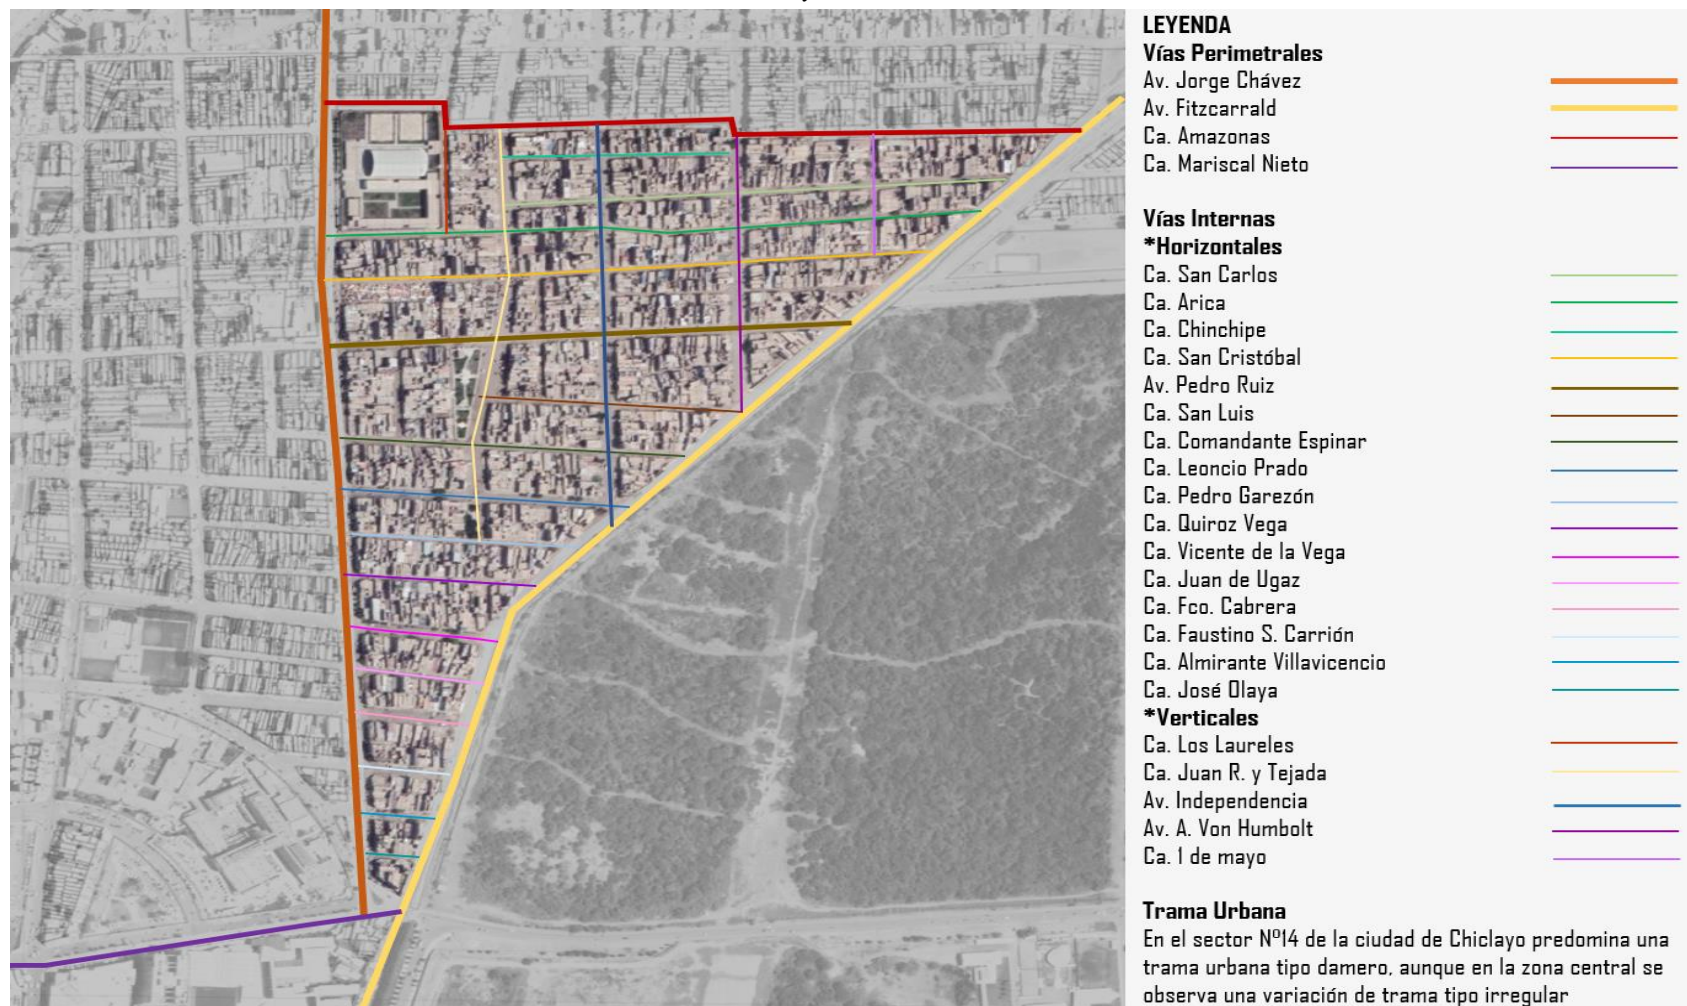 LEYENDA
Vías Perimetrales
Av. Jorge Chávez
Av. Fitzcarrald
Ca. Amazonas
Ca. Mariscal Nieto
Vías Internas
*Horizontales
Ca. San Carlos
Ca. Arica
Ca. Chinchipe
Ca. San Cristóbal
Av. Pedro Ruiz
Ca. San Luis
Ca. Comandante Espinar
Ca. Leoncio Prado
Ca. Pedro Garezón
Ca. Quiroz Vega
Ca. Vicente de la Vega
Ca. Juan de Ugaz
Ca. Fco. Cabrera
Ca. Faustino S. Carrión
Ca. Almirante Villavicencio
Ca. José Olaya
*Verticales
Ca. Los Laureles
Ca. Juan R. y Tejada
Av. Independencia
Av. A. Von Humbolt
Ca. 1 de mayo
Trama Urbana
En el sector Nº14 de la ciudad de Chiclayo predomina una
trama urbana tipo damero, aunque en la zona central se
observa una variación de trama tipo irregular